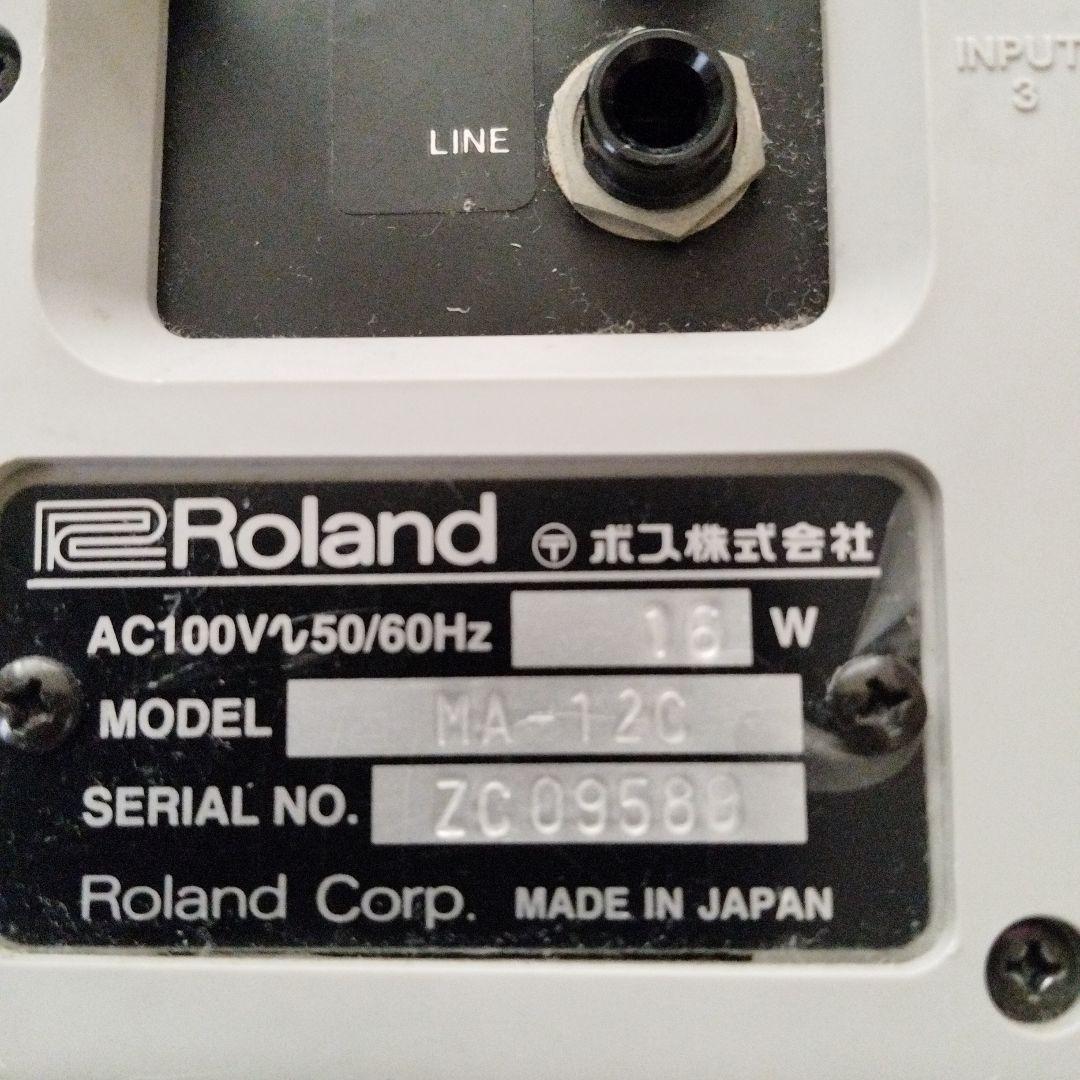 LINE
INPUT
3
Roland 〶 ボス株式会社
AC100V∿50/60Hz 16 W
MODEL MA-12C
SERIAL NO. ZC09580
Roland Corp. MADE IN JAPAN